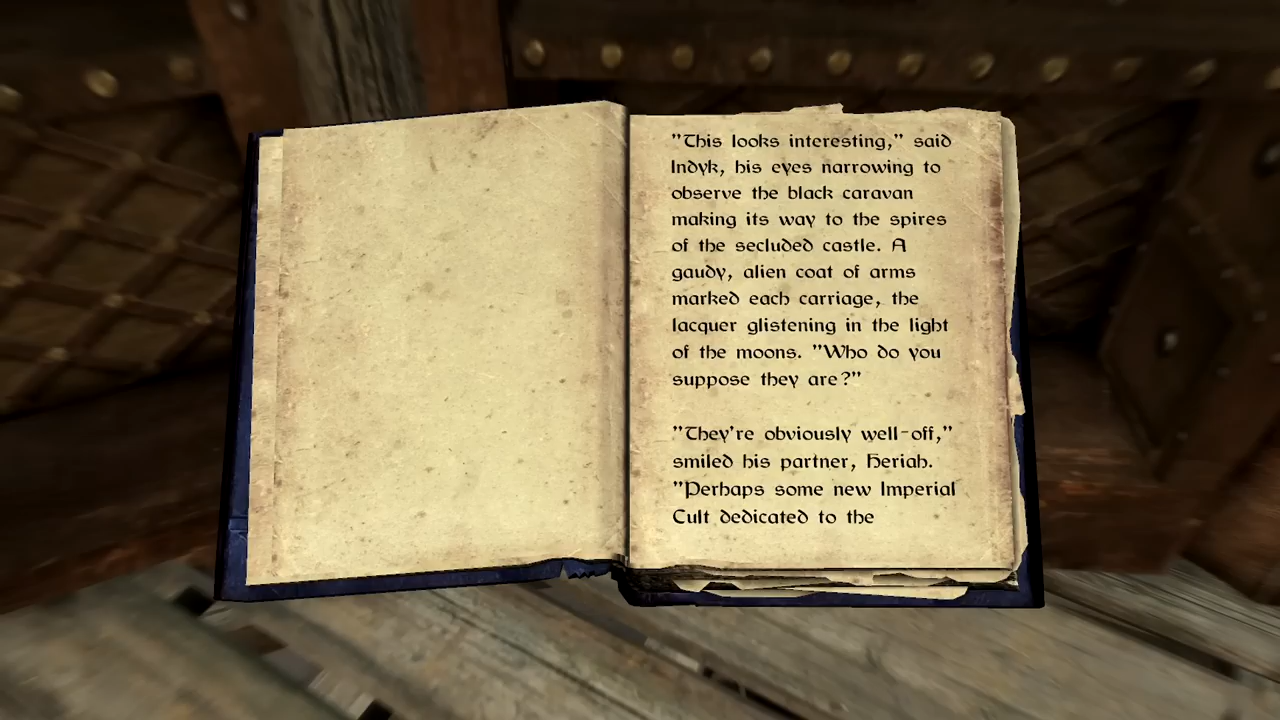 "This looks interesting," said
Indyk, his eyes narrowing to
observe the black caravan
making its way to the spires
of the secluded castle. A
gaudy, alien coat of arms
marked each carriage, the
lacquer glistening in the light
of the moons. "Who do you
suppose they are?"
"They're obviously well-off,"
smiled his partner, Heriah.
"Perhaps some new Imperial
Cult dedicated to the